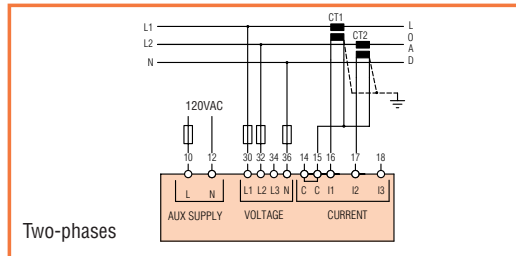 CT1
L1 L
L2 CT2 O
A
N D
120VAC
10 12 30 32 34 36 14 15 16 17 18
L N L1 L2 L3 N C C I1 I2 I3
AUX SUPPLY VOLTAGE CURRENT
Two-phases